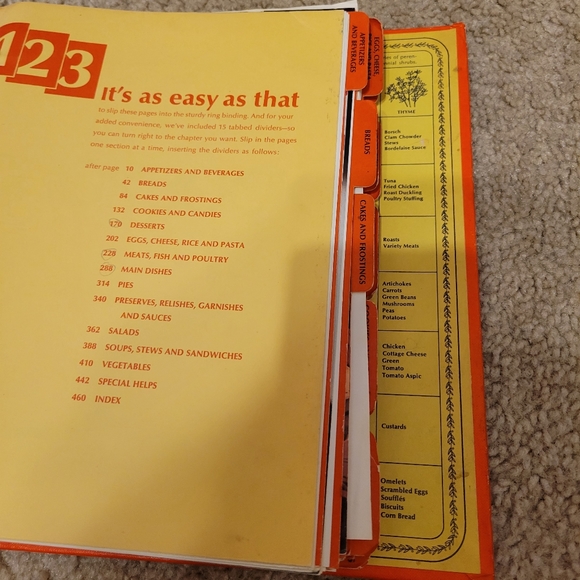 123
It's as easy as that
to slip these pages into the sturdy ring binding. And for your
added convenience, we've included 15 tabbed dividers—so
you can turn right to the chapter you want. Slip in the pages
one section at a time, inserting the dividers as follows:
after page 10 APPETIZERS AND BEVERAGES
42 BREADS
84 CAKES AND FROSTINGS
132 COOKIES AND CANDIES
170 DESSERTS
202 EGGS, CHEESE, RICE AND PASTA
228 MEATS, FISH AND POULTRY
288 MAIN DISHES
314 PIES
340 PRESERVES, RELISHES, GARNISHES
AND SAUCES
362 SALADS
388 SOUPS, STEWS AND SANDWICHES
410 VEGETABLES
442 SPECIAL HELPS
460 INDEX
APPETIZERS
AND BEVERAGES
EGGS, CHEESE,
BREADS
CAKES AND FROSTINGS
of peren-
shrubs.
THYME
Borsch
Clam Chowder
Stews
Bordelaise Sauce
Tuna
Fried Chicken
Roast Duckling
Poultry Stuffing
Roasts
Variety Meats
Artichokes
Carrots
Green Beans
Mushrooms
Peas
Potatoes
Chicken
Cottage Cheese
Green
Tomato
Tomato Aspic
Custards
Omelets
Scrambled Eggs
Soufflés
Biscuits
Corn Bread